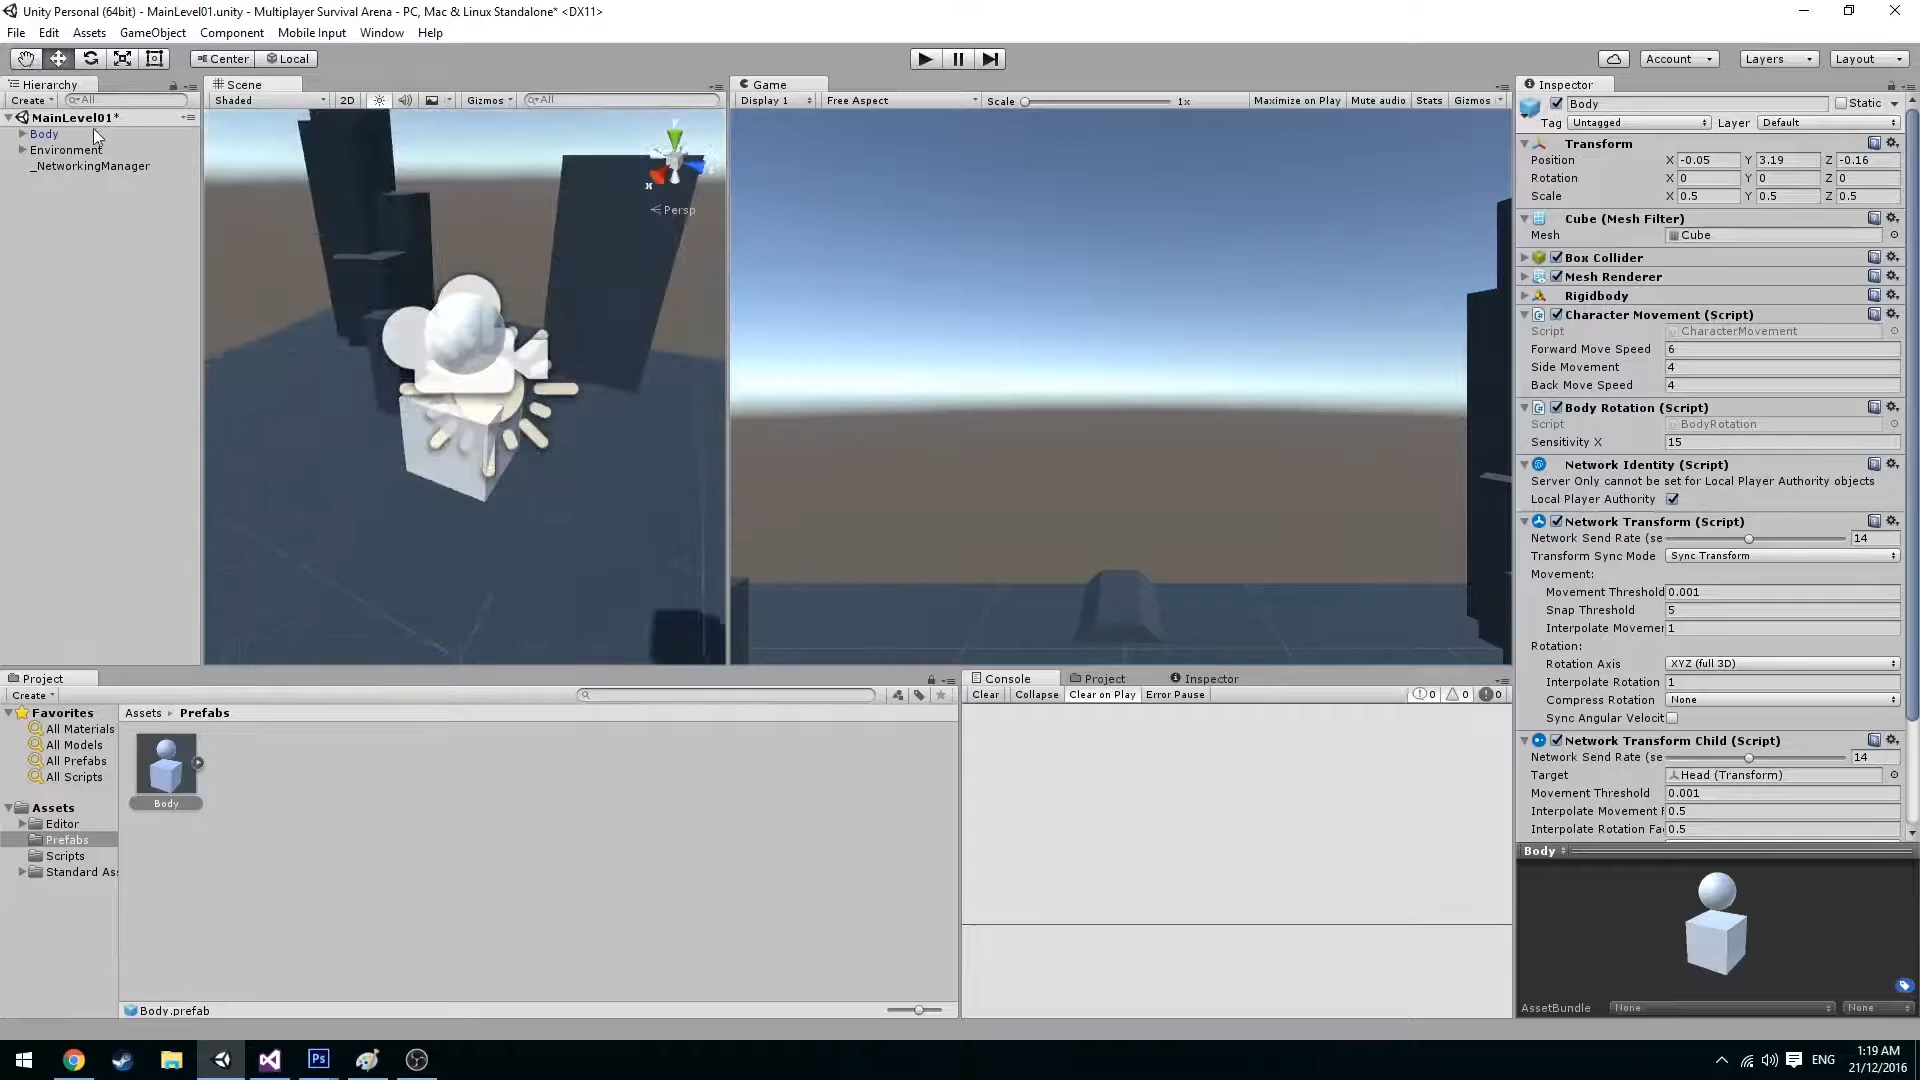 Unity Personal (64bit) - MainLevel01.unity - Multiplayer Survival Arena - PC, Mac & Linux Standalone* <DX11>
File Edit Assets GameObject Component Mobile Input Window Help
Center Local Account Layers Layout
Hierarchy
Create All
MainLevel01*
Body
Environment
_NetworkingManager
Scene
Shaded 2D Gizmos All
x
y
Persp
Game
Display 1 Free Aspect Scale 1x Maximize on Play Mute audio Stats Gizmos
Inspector
Body Static
Tag Untagged Layer Default
Transform
Position X -0.05 Y 3.19 Z -0.16
Rotation X 0 Y 0 Z 0
Scale X 0.5 Y 0.5 Z 0.5
Cube (Mesh Filter)
Mesh Cube
Box Collider
Mesh Renderer
Rigidbody
Character Movement (Script)
Script CharacterMovement
Forward Move Speed 6
Side Movement 4
Back Move Speed 4
Body Rotation (Script)
Script BodyRotation
Sensitivity X 15
Network Identity (Script)
Server Only cannot be set for Local Player Authority objects
Local Player Authority
Network Transform (Script)
Network Send Rate (se 14
Transform Sync Mode Sync Transform
Movement:
Movement Threshold 0.001
Snap Threshold 5
Interpolate Movemer 1
Rotation:
Rotation Axis XYZ (full 3D)
Interpolate Rotation 1
Compress Rotation None
Sync Angular Velocit
Network Transform Child (Script)
Network Send Rate (se 14
Target Head (Transform)
Movement Threshold 0.001
Interpolate Movement F 0.5
Interpolate Rotation Fa 0.5
Body
AssetBundle None None
Project
Create
Favorites
All Materials
All Models
All Prefabs
All Scripts
Assets
Editor
Prefabs
Scripts
Standard Ass
Assets Prefabs
Body
Body.prefab
Console Project Inspector
Clear Collapse Clear on Play Error Pause 0 0 0
Ps
ENG
1:19 AM
21/12/2016